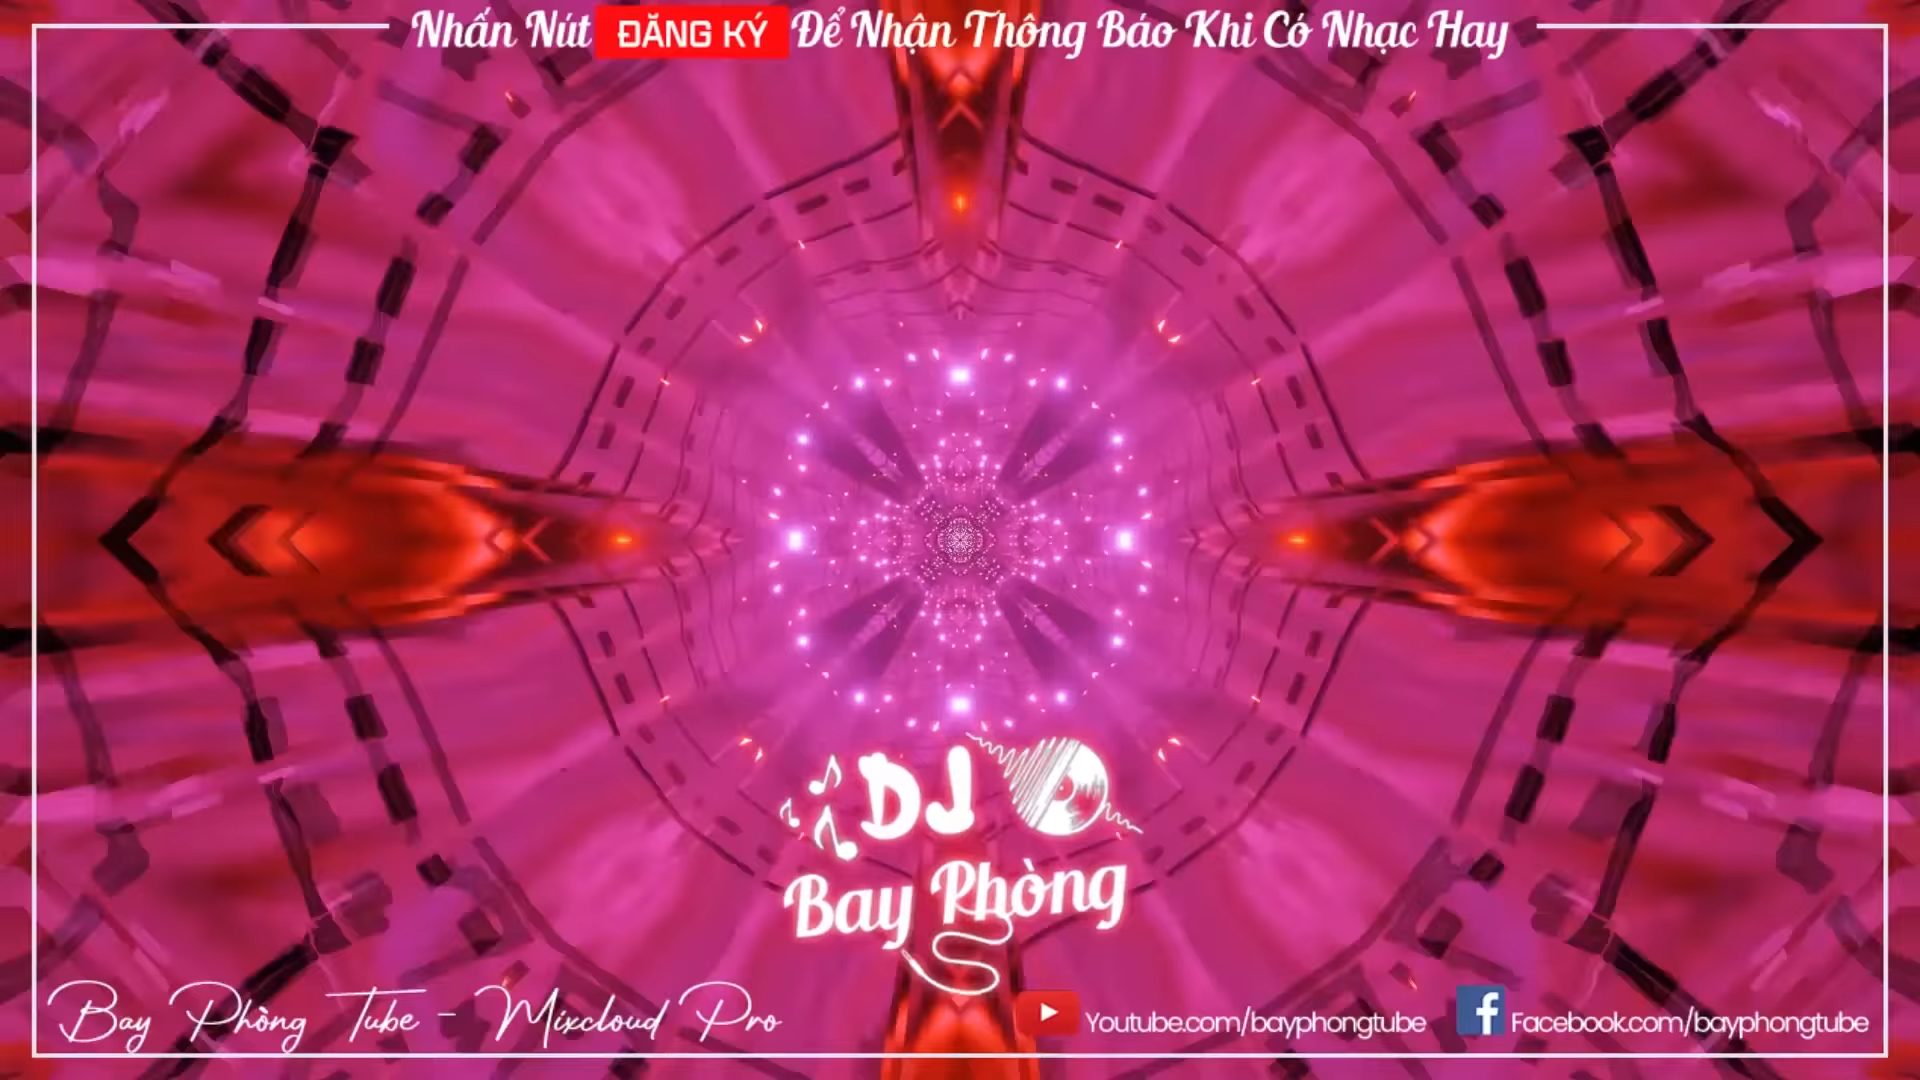 Nhấn Nút ĐĂNG KÝ Để Nhận Thông Báo Khi Có Nhạc Hay
DJ
Bay Phòng
Bay Phòng Tube - Mixcloud Pro
Youtube.com/bayphongtube
Facebook.com/bayphongtube